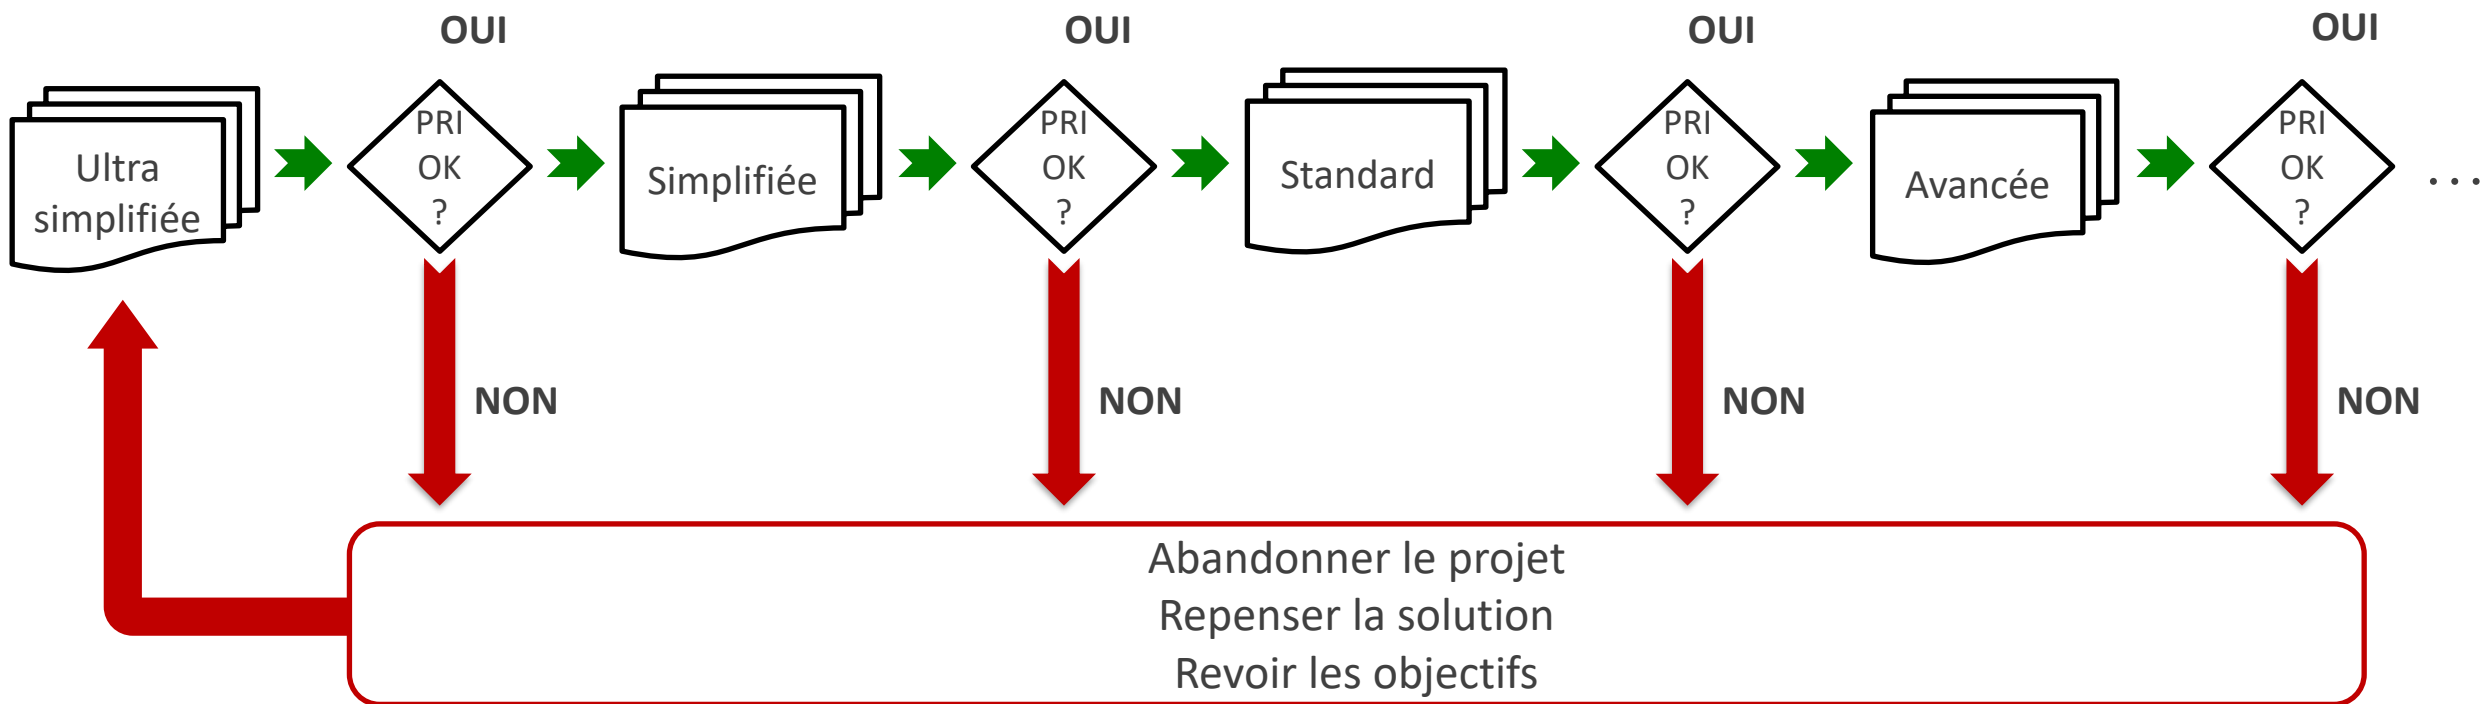 OUI
OUI
OUI
OUI
Ultra
simplifiée
PRI
OK
?
Simplifiée
PRI
OK
?
Standard
PRI
OK
?
Avancée
PRI
OK
?
...
NON
NON
NON
NON
Abandonner le projet
Repenser la solution
Revoir les objectifs